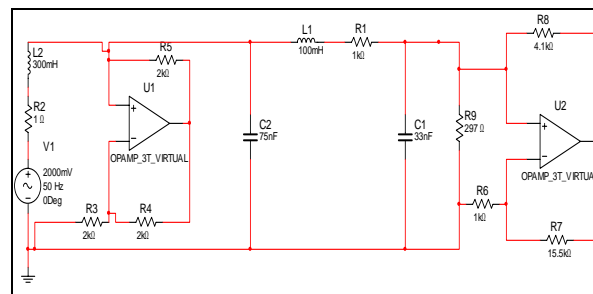 L2
300mH
R2
1 Ω
V1
2000mV
50 Hz
0Deg
R5
2kΩ
U1
OPAMP_3T_VIRTUAL
R3
2kΩ
R4
2kΩ
C2
75nF
L1
100mH
R1
1kΩ
C1
33nF
R9
297 Ω
R6
1kΩ
R8
4.1kΩ
U2
OPAMP_3T_VIRTUA
R7
15.5kΩ